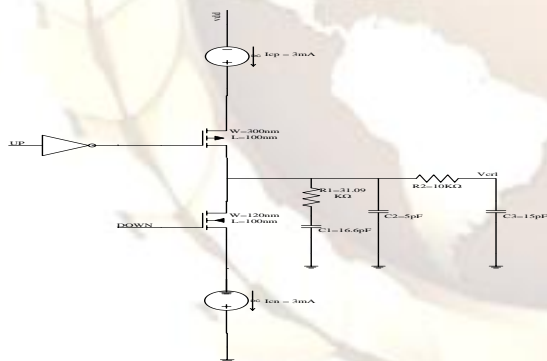 vdd
Icp = 3mA
W=300nm
L=100nm
UP
R1=31.09
KΩ
R2=10KΩ
Vctrl
W=120nm
L=100nm
DOWN
C1=16.6pF
C2=5pF
C3=15pF
Icn = 3mA